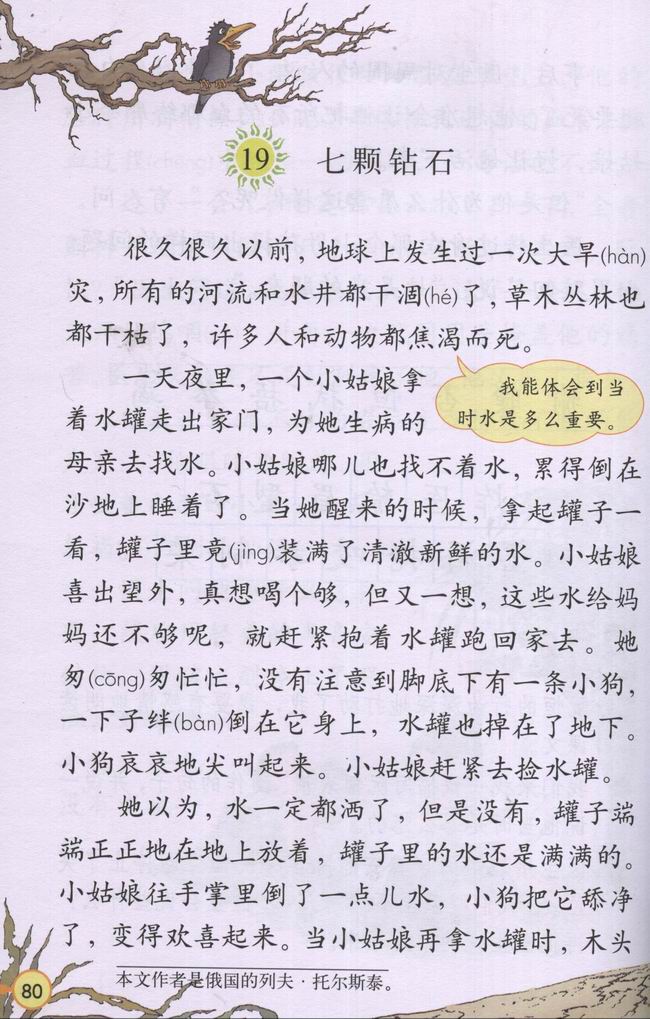 19 七颗钻石
很久很久以前，地球上发生过一次大旱(hàn)
灾，所有的河流和水井都干涸(hé)了，草木丛林也
都干枯了，许多人和动物都焦渴而死。
一天夜里，一个小姑娘拿
着水罐走出家门，为她生病的
我能体会到当
时水是多么重要。
母亲去找水。小姑娘哪儿也找不着水，累得倒在
沙地上睡着了。当她醒来的时候，拿起罐子一
看，罐子里竟(jìng)装满了清澈新鲜的水。小姑娘
喜出望外，真想喝个够，但又一想，这些水给妈
妈还不够呢，就赶紧抱着水罐跑回家去。她
匆(cōng)匆忙忙，没有注意到脚底下有一条小狗，
一下子绊(bàn)倒在它身上，水罐也掉在了地下。
小狗哀哀地尖叫起来。小姑娘赶紧去捡水罐。
她以为，水一定都洒了，但是没有，罐子端
端正正地在地上放着，罐子里的水还是满满的。
小姑娘往手掌里倒了一点儿水，小狗把它舔净
了，变得欢喜起来。当小姑娘再拿水罐时，木头
本文作者是俄国的列夫·托尔斯泰。
80